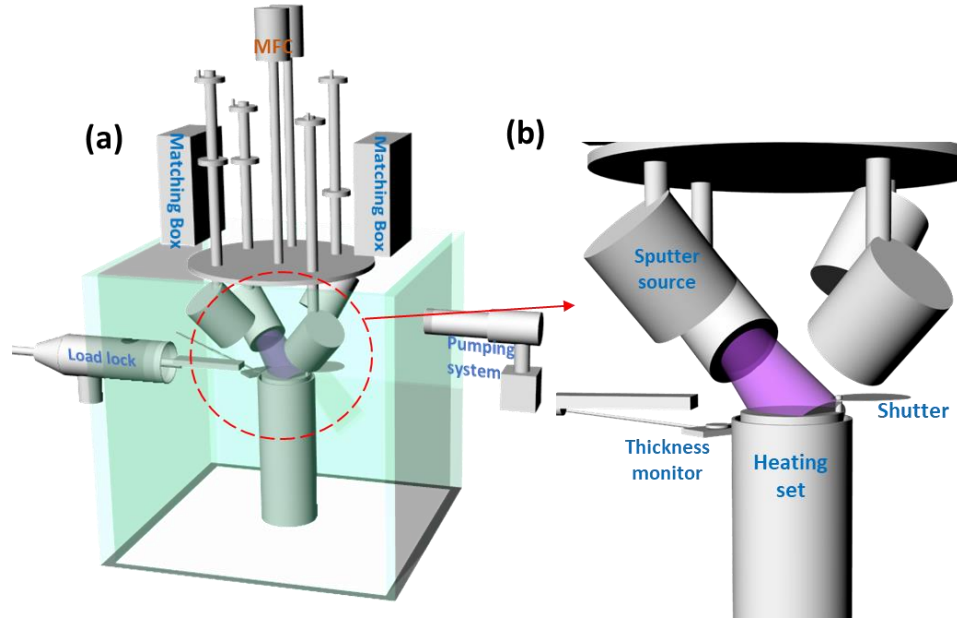 MFC
(a)
Matching Box
Matching Box
Load lock
Pumping
system
(b)
Sputter
source
Shutter
Thickness
monitor
Heating
set